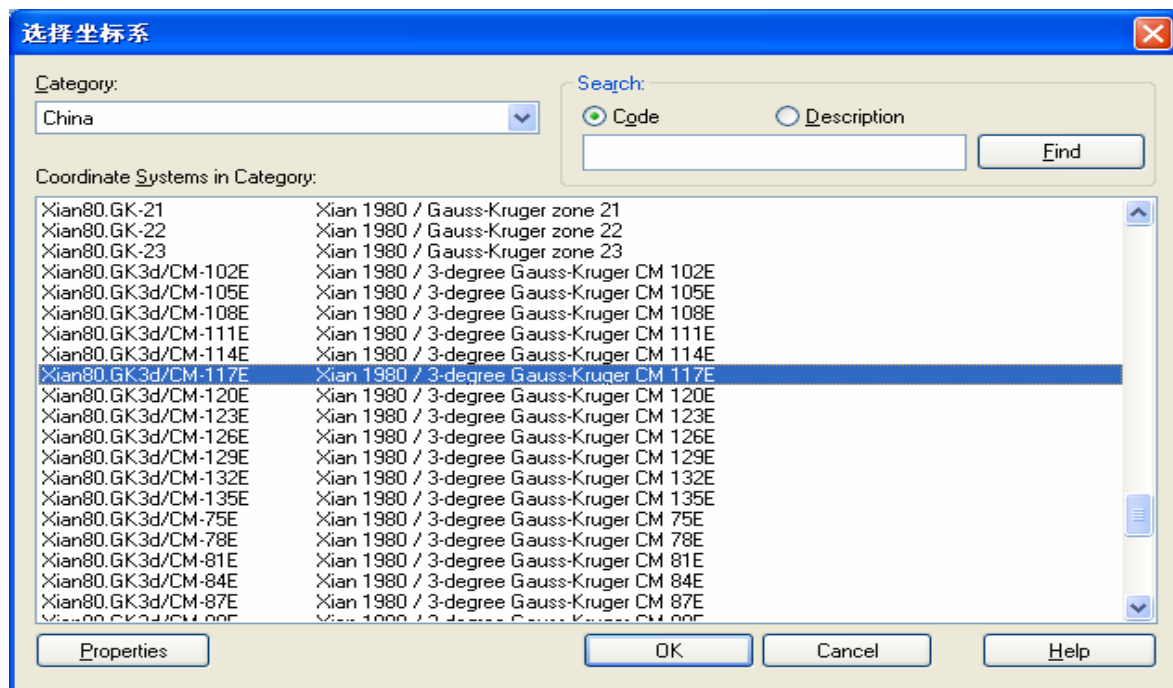 选择坐标系
Category:
China
Search:
Code Description
Find
Coordinate Systems in Category:
Xian80.GK-21 Xian 1980 / Gauss-Kruger zone 21
Xian80.GK-22 Xian 1980 / Gauss-Kruger zone 22
Xian80.GK-23 Xian 1980 / Gauss-Kruger zone 23
Xian80.GK3d/CM-102E Xian 1980 / 3-degree Gauss-Kruger CM 102E
Xian80.GK3d/CM-105E Xian 1980 / 3-degree Gauss-Kruger CM 105E
Xian80.GK3d/CM-108E Xian 1980 / 3-degree Gauss-Kruger CM 108E
Xian80.GK3d/CM-111E Xian 1980 / 3-degree Gauss-Kruger CM 111E
Xian80.GK3d/CM-114E Xian 1980 / 3-degree Gauss-Kruger CM 114E
Xian80.GK3d/CM-117E Xian 1980 / 3-degree Gauss-Kruger CM 117E
Xian80.GK3d/CM-120E Xian 1980 / 3-degree Gauss-Kruger CM 120E
Xian80.GK3d/CM-123E Xian 1980 / 3-degree Gauss-Kruger CM 123E
Xian80.GK3d/CM-126E Xian 1980 / 3-degree Gauss-Kruger CM 126E
Xian80.GK3d/CM-129E Xian 1980 / 3-degree Gauss-Kruger CM 129E
Xian80.GK3d/CM-132E Xian 1980 / 3-degree Gauss-Kruger CM 132E
Xian80.GK3d/CM-135E Xian 1980 / 3-degree Gauss-Kruger CM 135E
Xian80.GK3d/CM-75E Xian 1980 / 3-degree Gauss-Kruger CM 75E
Xian80.GK3d/CM-78E Xian 1980 / 3-degree Gauss-Kruger CM 78E
Xian80.GK3d/CM-81E Xian 1980 / 3-degree Gauss-Kruger CM 81E
Xian80.GK3d/CM-84E Xian 1980 / 3-degree Gauss-Kruger CM 84E
Xian80.GK3d/CM-87E Xian 1980 / 3-degree Gauss-Kruger CM 87E
Properties OK Cancel Help